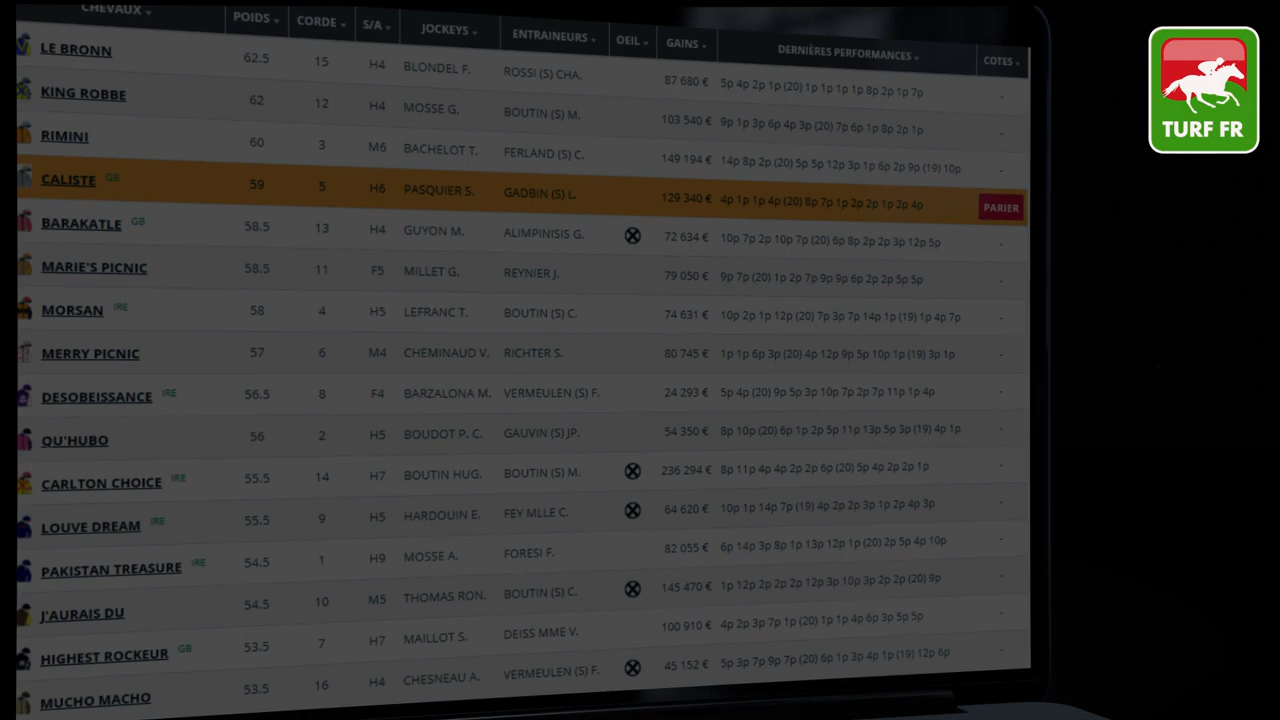 CHEVAUX POIDS CORDE S/A JOCKEYS ENTRAINEURS OEIL GAINS DERNIÈRES PERFORMANCES COTES
LE BRONN 62.5 15 H4 BLONDEL F. ROSSI (S) CHA. 87 680 € 5p 4p 2p 1p (20) 1p 1p 1p 1p 8p 2p 1p 7p -
KING ROBBE 62 12 H4 MOSSE G. BOUTIN (S) M. 103 540 € 9p 1p 3p 6p 4p 3p (20) 7p 6p 1p 8p 2p 1p -
RIMINI 60 3 M6 BACHELOT T. FERLAND (S) C. 149 194 € 14p 8p 2p (20) 5p 5p 12p 3p 1p 6p 2p 9p (19) 10p -
CALISTE GB 59 5 H6 PASQUIER S. GADBIN (S) L. 129 340 € 4p 1p 1p 4p (20) 8p 7p 1p 2p 2p 1p 2p 4p PARIER
BARAKATLE GB 58.5 13 H4 GUYON M. ALIMPINISIS G. 72 634 € 10p 7p 2p 10p 7p (20) 6p 8p 2p 2p 3p 12p 5p -
MARIE'S PICNIC 58.5 11 F5 MILLET G. REYNIER J. 79 050 € 9p 7p (20) 1p 2p 7p 9p 9p 6p 2p 2p 5p 5p -
MORSAN IRE 58 4 H5 LEFRANC T. BOUTIN (S) C. 74 631 € 10p 2p 1p 12p (20) 7p 3p 7p 14p 1p (19) 1p 4p 7p -
MERRY PICNIC 57 6 M4 CHEMINAUD V. RICHTER S. 80 745 € 1p 1p 6p 3p (20) 4p 12p 9p 5p 10p 1p (19) 3p 1p -
DESOBEISSANCE IRE 56.5 8 F4 BARZALONA M. VERMEULEN (S) F. 24 293 € 5p 4p (20) 9p 5p 3p 10p 7p 2p 7p 11p 1p 4p -
QU'HUBO 56 2 H5 BOUDOT P. C. GAUVIN (S) JP. 54 350 € 8p 10p (20) 6p 1p 2p 5p 11p 13p 5p 3p (19) 4p 1p -
CARLTON CHOICE IRE 55.5 14 H7 BOUTIN HUG. BOUTIN (S) M. 236 294 € 8p 11p 4p 4p 2p 2p 6p (20) 5p 4p 2p 2p 1p -
LOUVE DREAM IRE 55.5 9 H5 HARDOUIN E. FEY MLLE C. 64 620 € 10p 1p 14p 7p (19) 4p 2p 2p 3p 1p 2p 4p 3p -
PAKISTAN TREASURE IRE 54.5 1 H9 MOSSE A. FORESI F. 82 055 € 6p 14p 3p 8p 1p 13p 12p 1p (20) 2p 5p 4p 10p -
J'AURAIS DU 54.5 10 M5 THOMAS RON. BOUTIN (S) C. 145 470 € 1p 12p 2p 2p 2p 12p 3p 10p 3p 2p 2p (20) 9p -
HIGHEST ROCKEUR GB 53.5 7 H7 MAILLOT S. DEISS MME V. 100 910 € 4p 2p 3p 7p 1p (20) 1p 1p 4p 6p 3p 5p 5p -
MUCHO MACHO 53.5 16 H4 CHESNEAU A. VERMEULEN (S) F. 45 152 € 5p 3p 7p 9p 7p (20) 6p 1p 3p 4p 1p (19) 12p 6p -
TURF FR